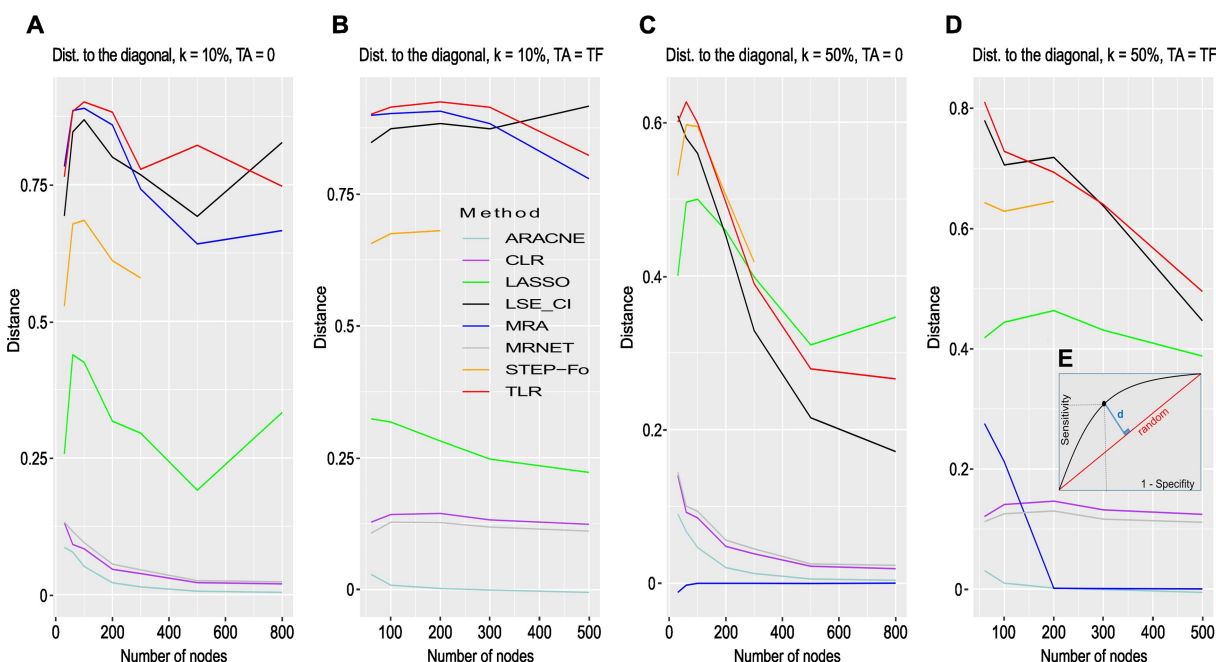 A
Dist. to the diagonal, k = 10%, TA = 0
Distance
0.75
0.5
0.25
0
0
200
400
600
800
Number of nodes
B
Dist. to the diagonal, k = 10%, TA = TF
Distance
0.75
0.5
0.25
0
100
200
300
400
500
Number of nodes
Method
ARACNE
CLR
LASSO
LSE_CI
MRA
MRNET
STEP-Fo
TLR
C
Dist. to the diagonal, k = 50%, TA = 0
Distance
0.6
0.4
0.2
0
0
200
400
600
800
Number of nodes
D
Dist. to the diagonal, k = 50%, TA = TF
Distance
0.8
0.6
0.4
0.2
0
100
200
300
400
500
Number of nodes
E
Sensitivity
d
random
1 - Specifity